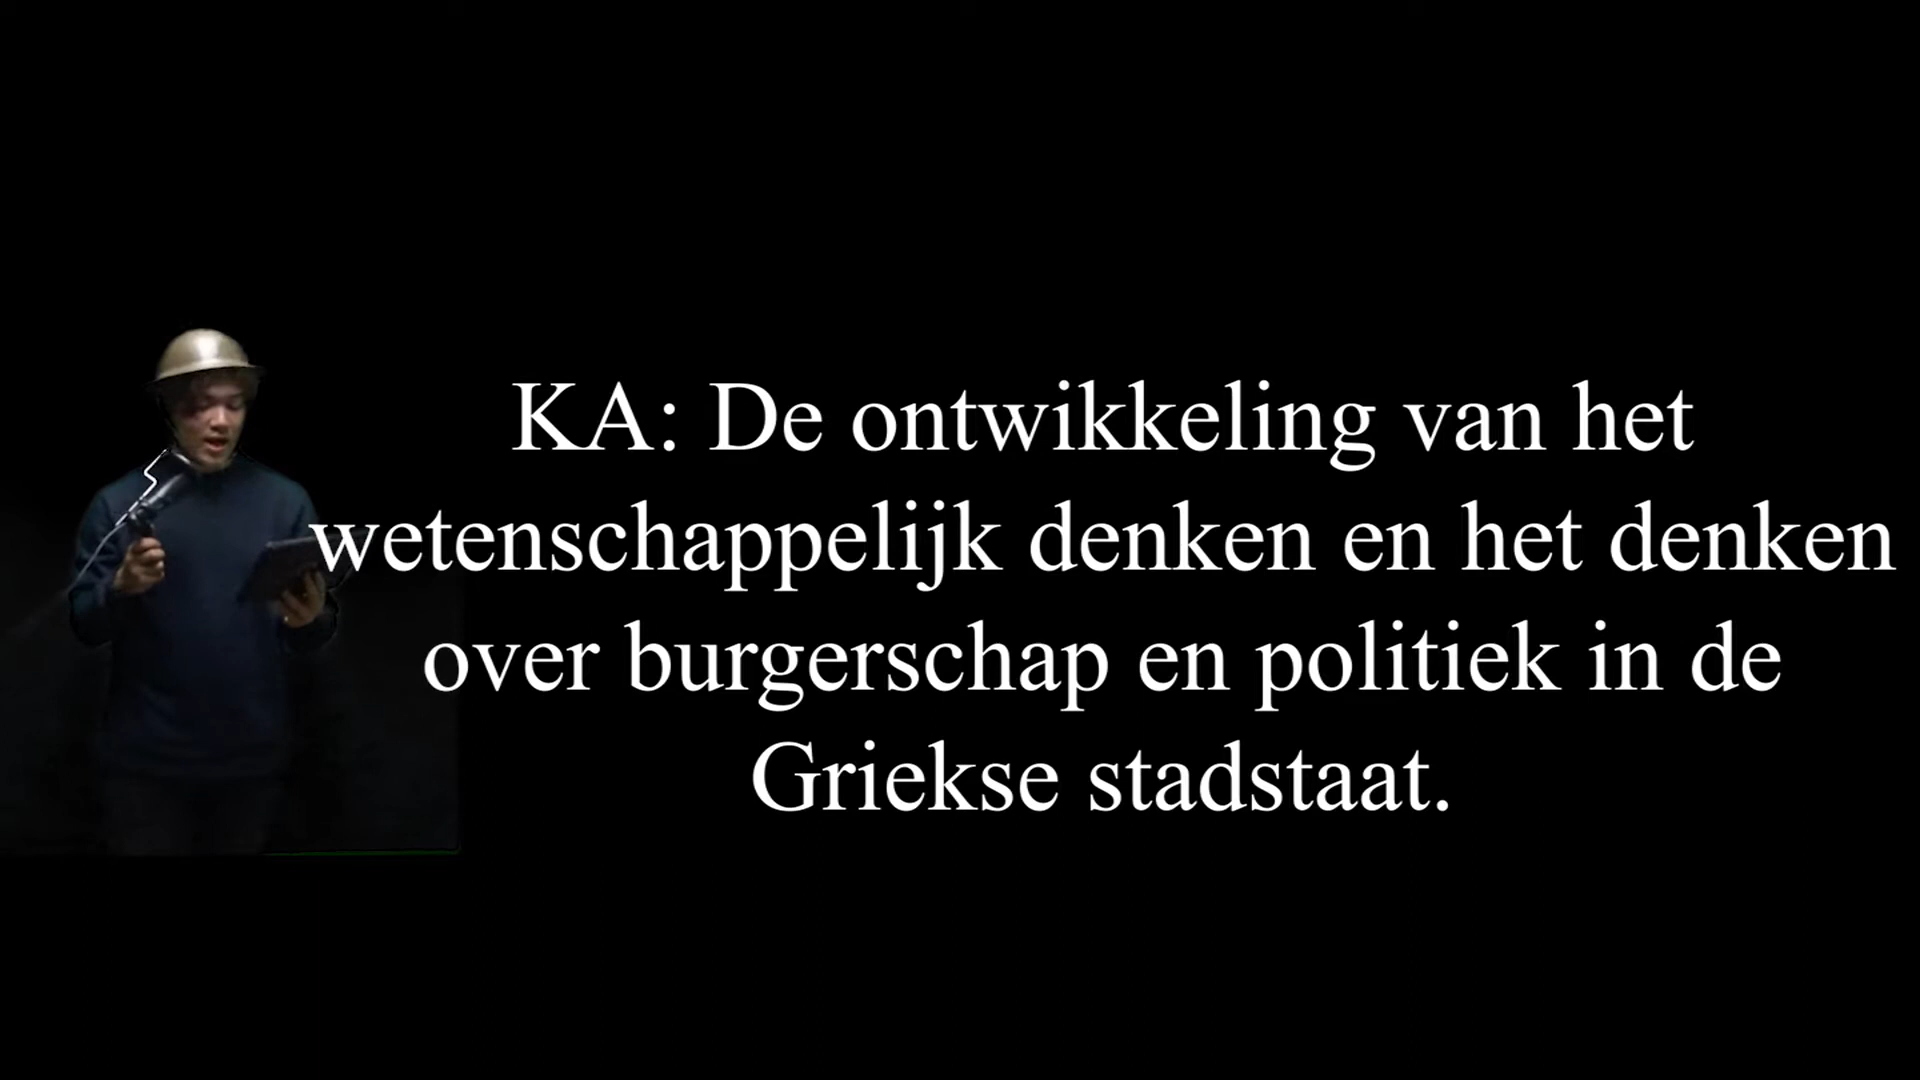 KA: De ontwikkeling van het
wetenschappelijk denken en het denken
over burgerschap en politiek in de
Griekse stadstaat.